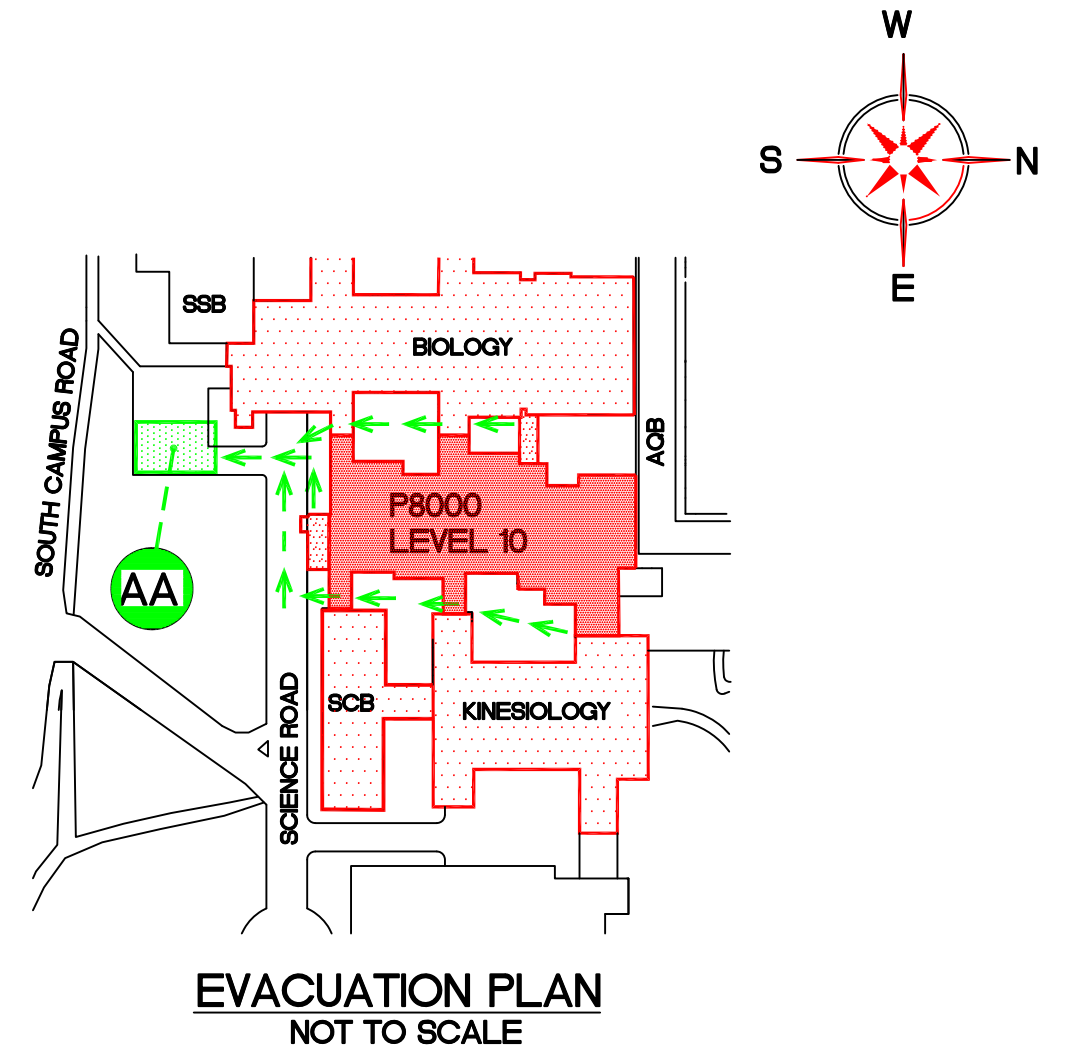 W
S
N
E
SSB
BIOLOGY
SOUTH CAMPUS ROAD
AQB
P8000
LEVEL 10
AA
SCB
KINESIOLOGY
SCIENCE ROAD
EVACUATION PLAN
NOT TO SCALE